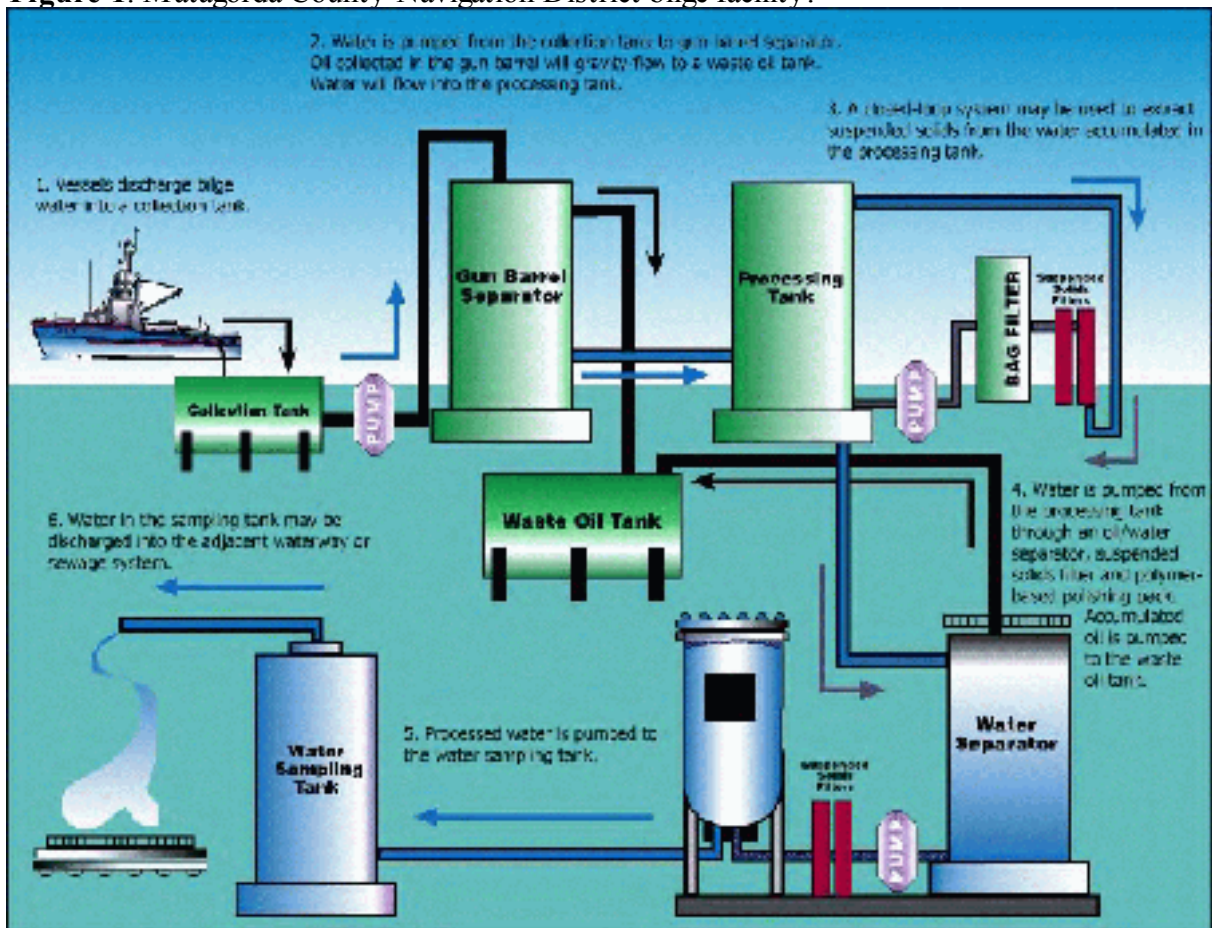 Figure 1. Matagorda County Navigation District bilge facility.
2. Water is pumped from the collection tank to gun barrel separator.
Oil collected in the gun barrel will gravity flow to a waste oil tank.
Water will flow into the processing tank.
3. A closed-loop system may be used to extract
suspended solids from the water accumulated in
the processing tank.
1. Vessels discharge bilge
water into a collection tank.
Gun Barrel
Separator
Processing
Tank
BAG FILTER
Suspended
Solids
Filters
Collection Tank
PUMP
PUMP
Waste Oil Tank
4. Water is pumped from
the processing tank
through an oil/water
separator, suspended
solids filter and polymer-
based polishing pack.
Accumulated
oil is pumped
to the waste
oil tank.
6. Water in the sampling tank may be
discharged into the adjacent waterway or
sewage system.
5. Processed water is pumped to
the water sampling tank.
Water
Sampling
Tank
Suspended
Solids
Filters
PUMP
Water
Separator